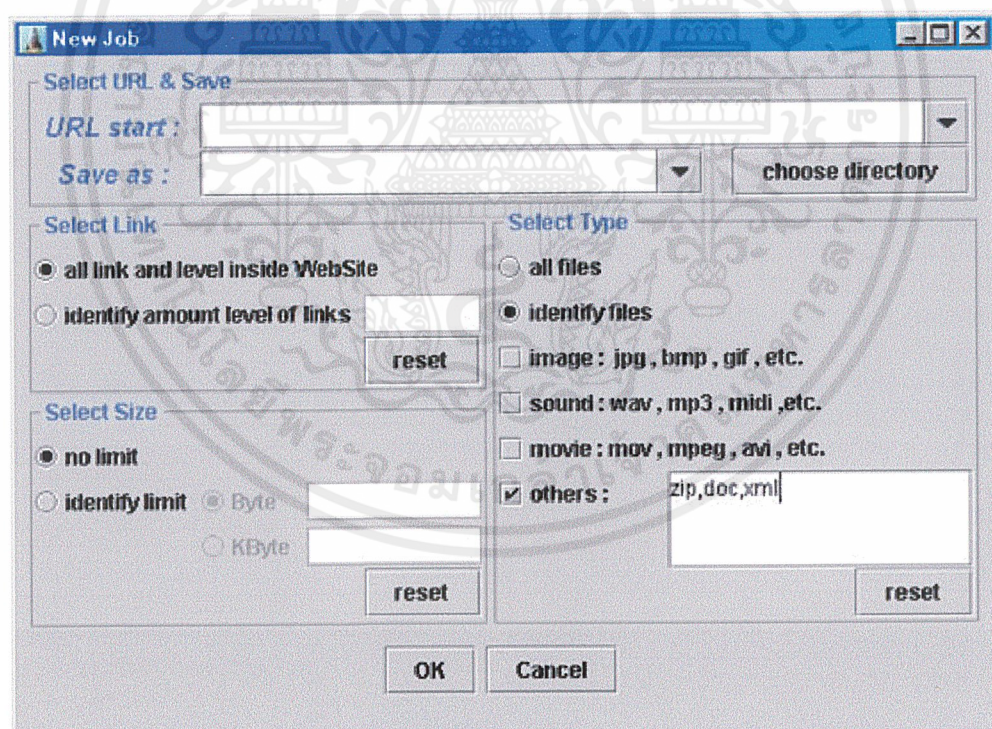 New Job
Select URL & Save
URL start :
Save as :
choose directory
Select Link
all link and level inside WebSite
identify amount level of links
reset
Select Size
no limit
identify limit
Byte
KByte
reset
Select Type
all files
identify files
image : jpg , bmp , gif , etc.
sound : wav , mp3 , midi ,etc.
movie : mov , mpeg , avi , etc.
others :
zip,doc,xml
reset
OK
Cancel